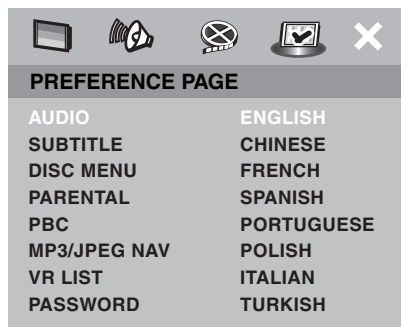 PREFERENCE PAGE
AUDIO ENGLISH
SUBTITLE CHINESE
DISC MENU FRENCH
PARENTAL SPANISH
PBC PORTUGUESE
MP3/JPEG NAV POLISH
VR LIST ITALIAN
PASSWORD TURKISH